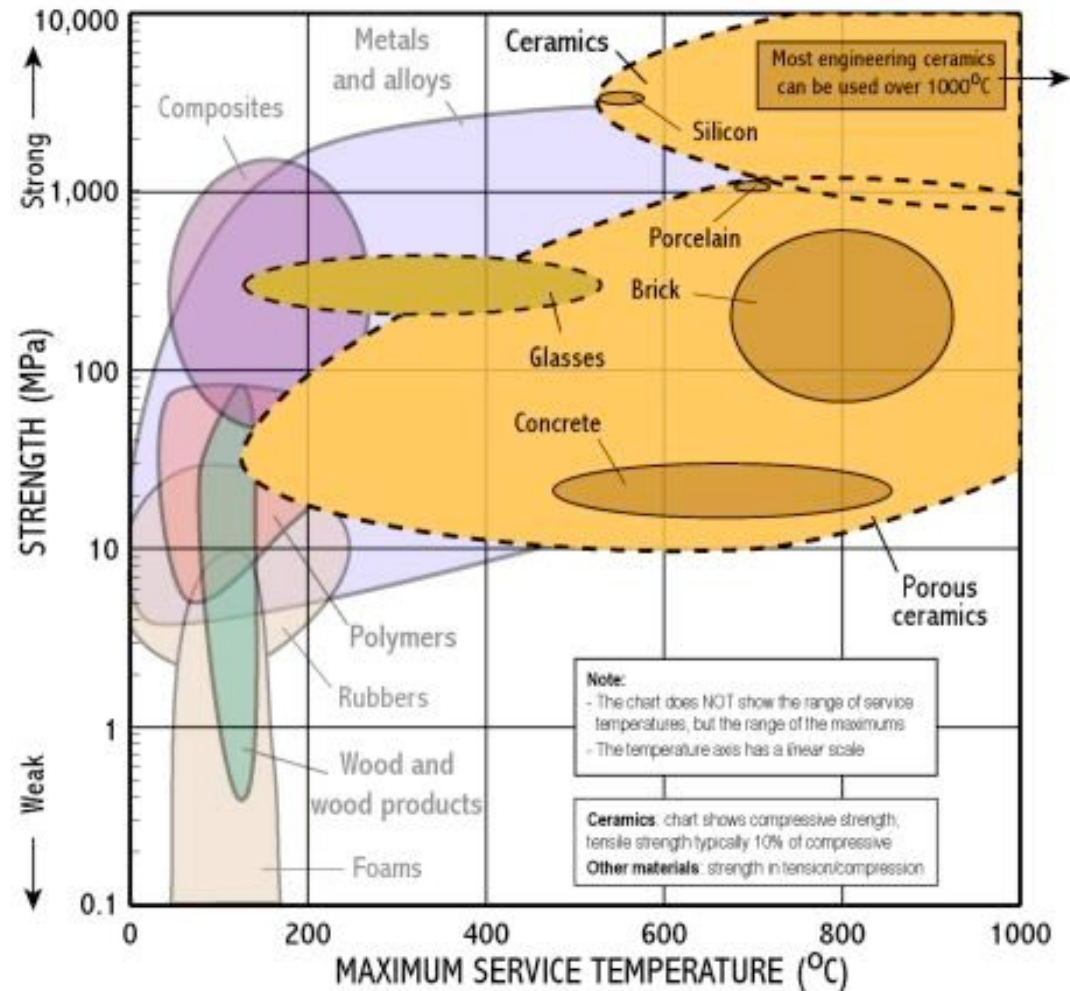 10,000
1,000
100
10
1
0.1
Strong
STRENGTH (MPa)
Weak
Metals
and alloys
Composites
Ceramics
Most engineering ceramics
can be used over 1000°C
Silicon
Porcelain
Brick
Glasses
Concrete
Porous
ceramics
Polymers
Rubbers
Wood and
wood products
Foams
Note:
- The chart does NOT show the range of service
temperatures, but the range of the maximums
- The temperature axis has a linear scale
Ceramics: chart shows compressive strength,
tensile strength typically 10% of compressive
Other materials: strength in tension/compression
0 200 400 600 800 1000
MAXIMUM SERVICE TEMPERATURE (°C)